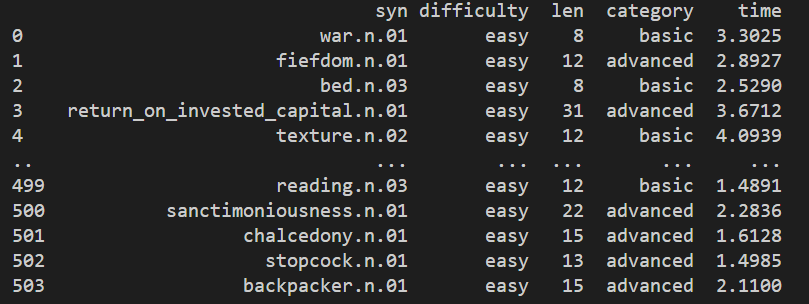 syn difficulty len category time
0 war.n.01 easy 8 basic 3.3025
1 fiefdom.n.01 easy 12 advanced 2.8927
2 bed.n.03 easy 8 basic 2.5290
3 return_on_invested_capital.n.01 easy 31 advanced 3.6712
4 texture.n.02 easy 12 basic 4.0939
.. ... ... ... ... ...
499 reading.n.03 easy 12 basic 1.4891
500 sanctimoniousness.n.01 easy 22 advanced 2.2836
501 chalcedony.n.01 easy 15 advanced 1.6128
502 stopcock.n.01 easy 13 advanced 1.4985
503 backpacker.n.01 easy 15 advanced 2.1100